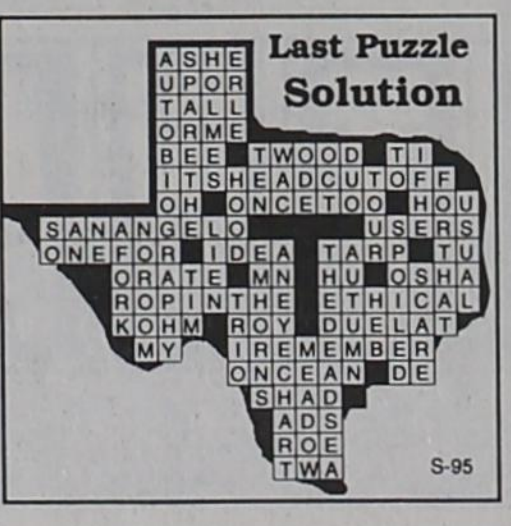 Last Puzzle
Solution
ASHE
UPOR
TALL
ORME
BEE TWOOD TI
ITSHEADCUTOFF
OH ONCETOO HOU
SANANGELO USERS
ONEFOR IDEA TARP TU
ORATE MN HU OSHA
ROPINTHE ETHICAL
KOHM ROY DUELAT
MY IREMEMBER
ONCEAN DE
SHAD
ADS
ROE
TWA
S-95